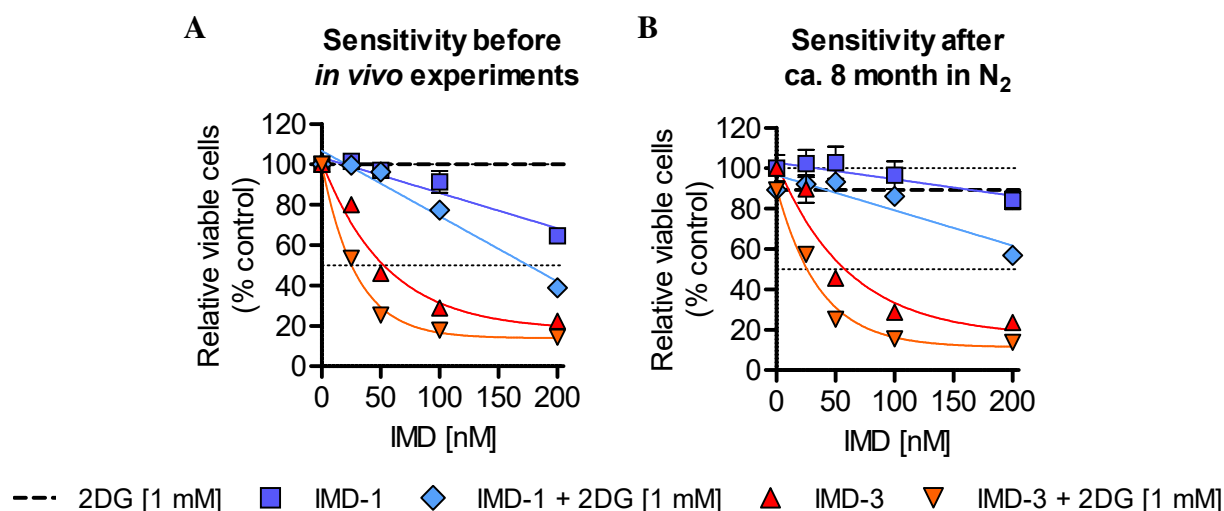 A
Sensitivity before
in vivo experiments
Relative viable cells
(% control)
120
100
80
60
40
20
0
0 50 100 150 200
IMD [nM]
B
Sensitivity after
ca. 8 month in N₂
Relative viable cells
(% control)
120
100
80
60
40
20
0
0 50 100 150 200
IMD [nM]
2DG [1 mM] IMD-1 IMD-1 + 2DG [1 mM] IMD-3 IMD-3 + 2DG [1 mM]